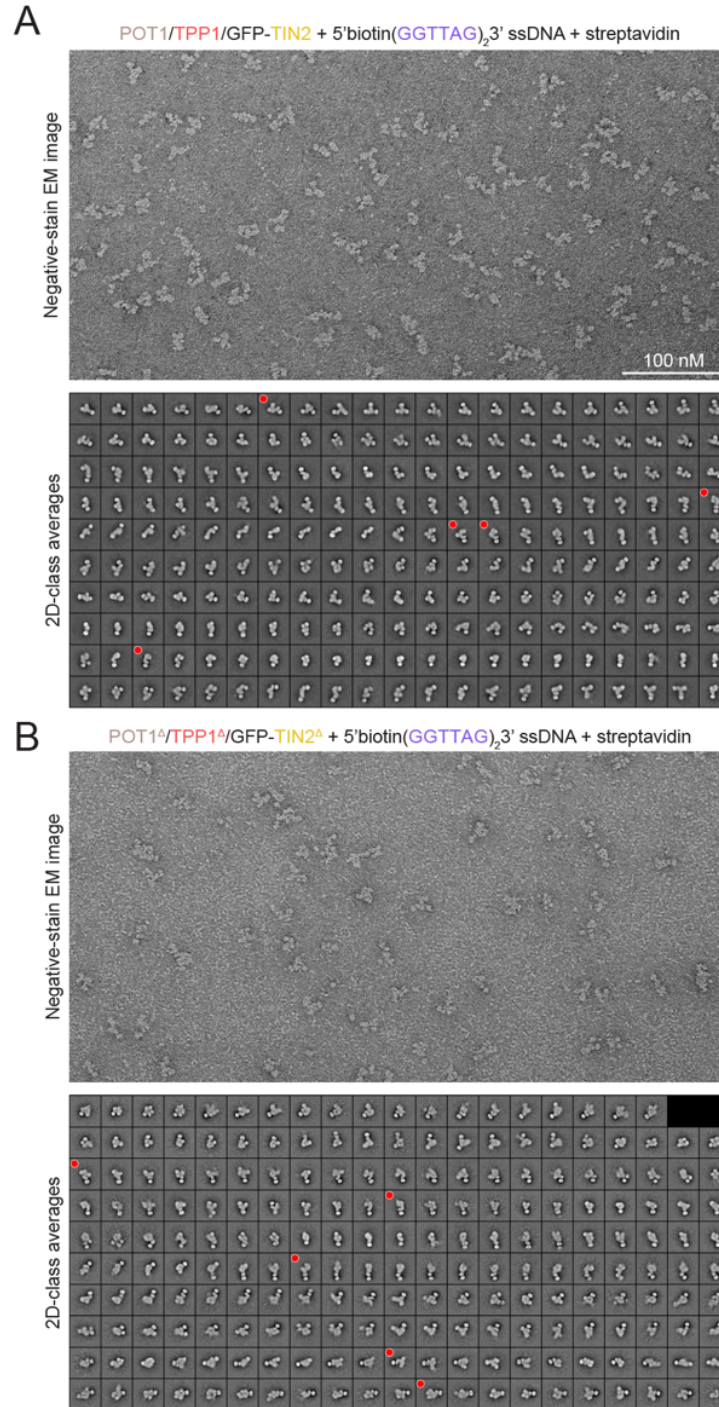 A
POT1/TPP1/GFP-TIN2 + 5'biotin(GGTTAG)₂3' ssDNA + streptavidin
Negative-stain EM image
100 nM
2D-class averages
B
POT1Δ/TPP1Δ/GFP-TIN2Δ + 5'biotin(GGTTAG)₂3' ssDNA + streptavidin
Negative-stain EM image
2D-class averages